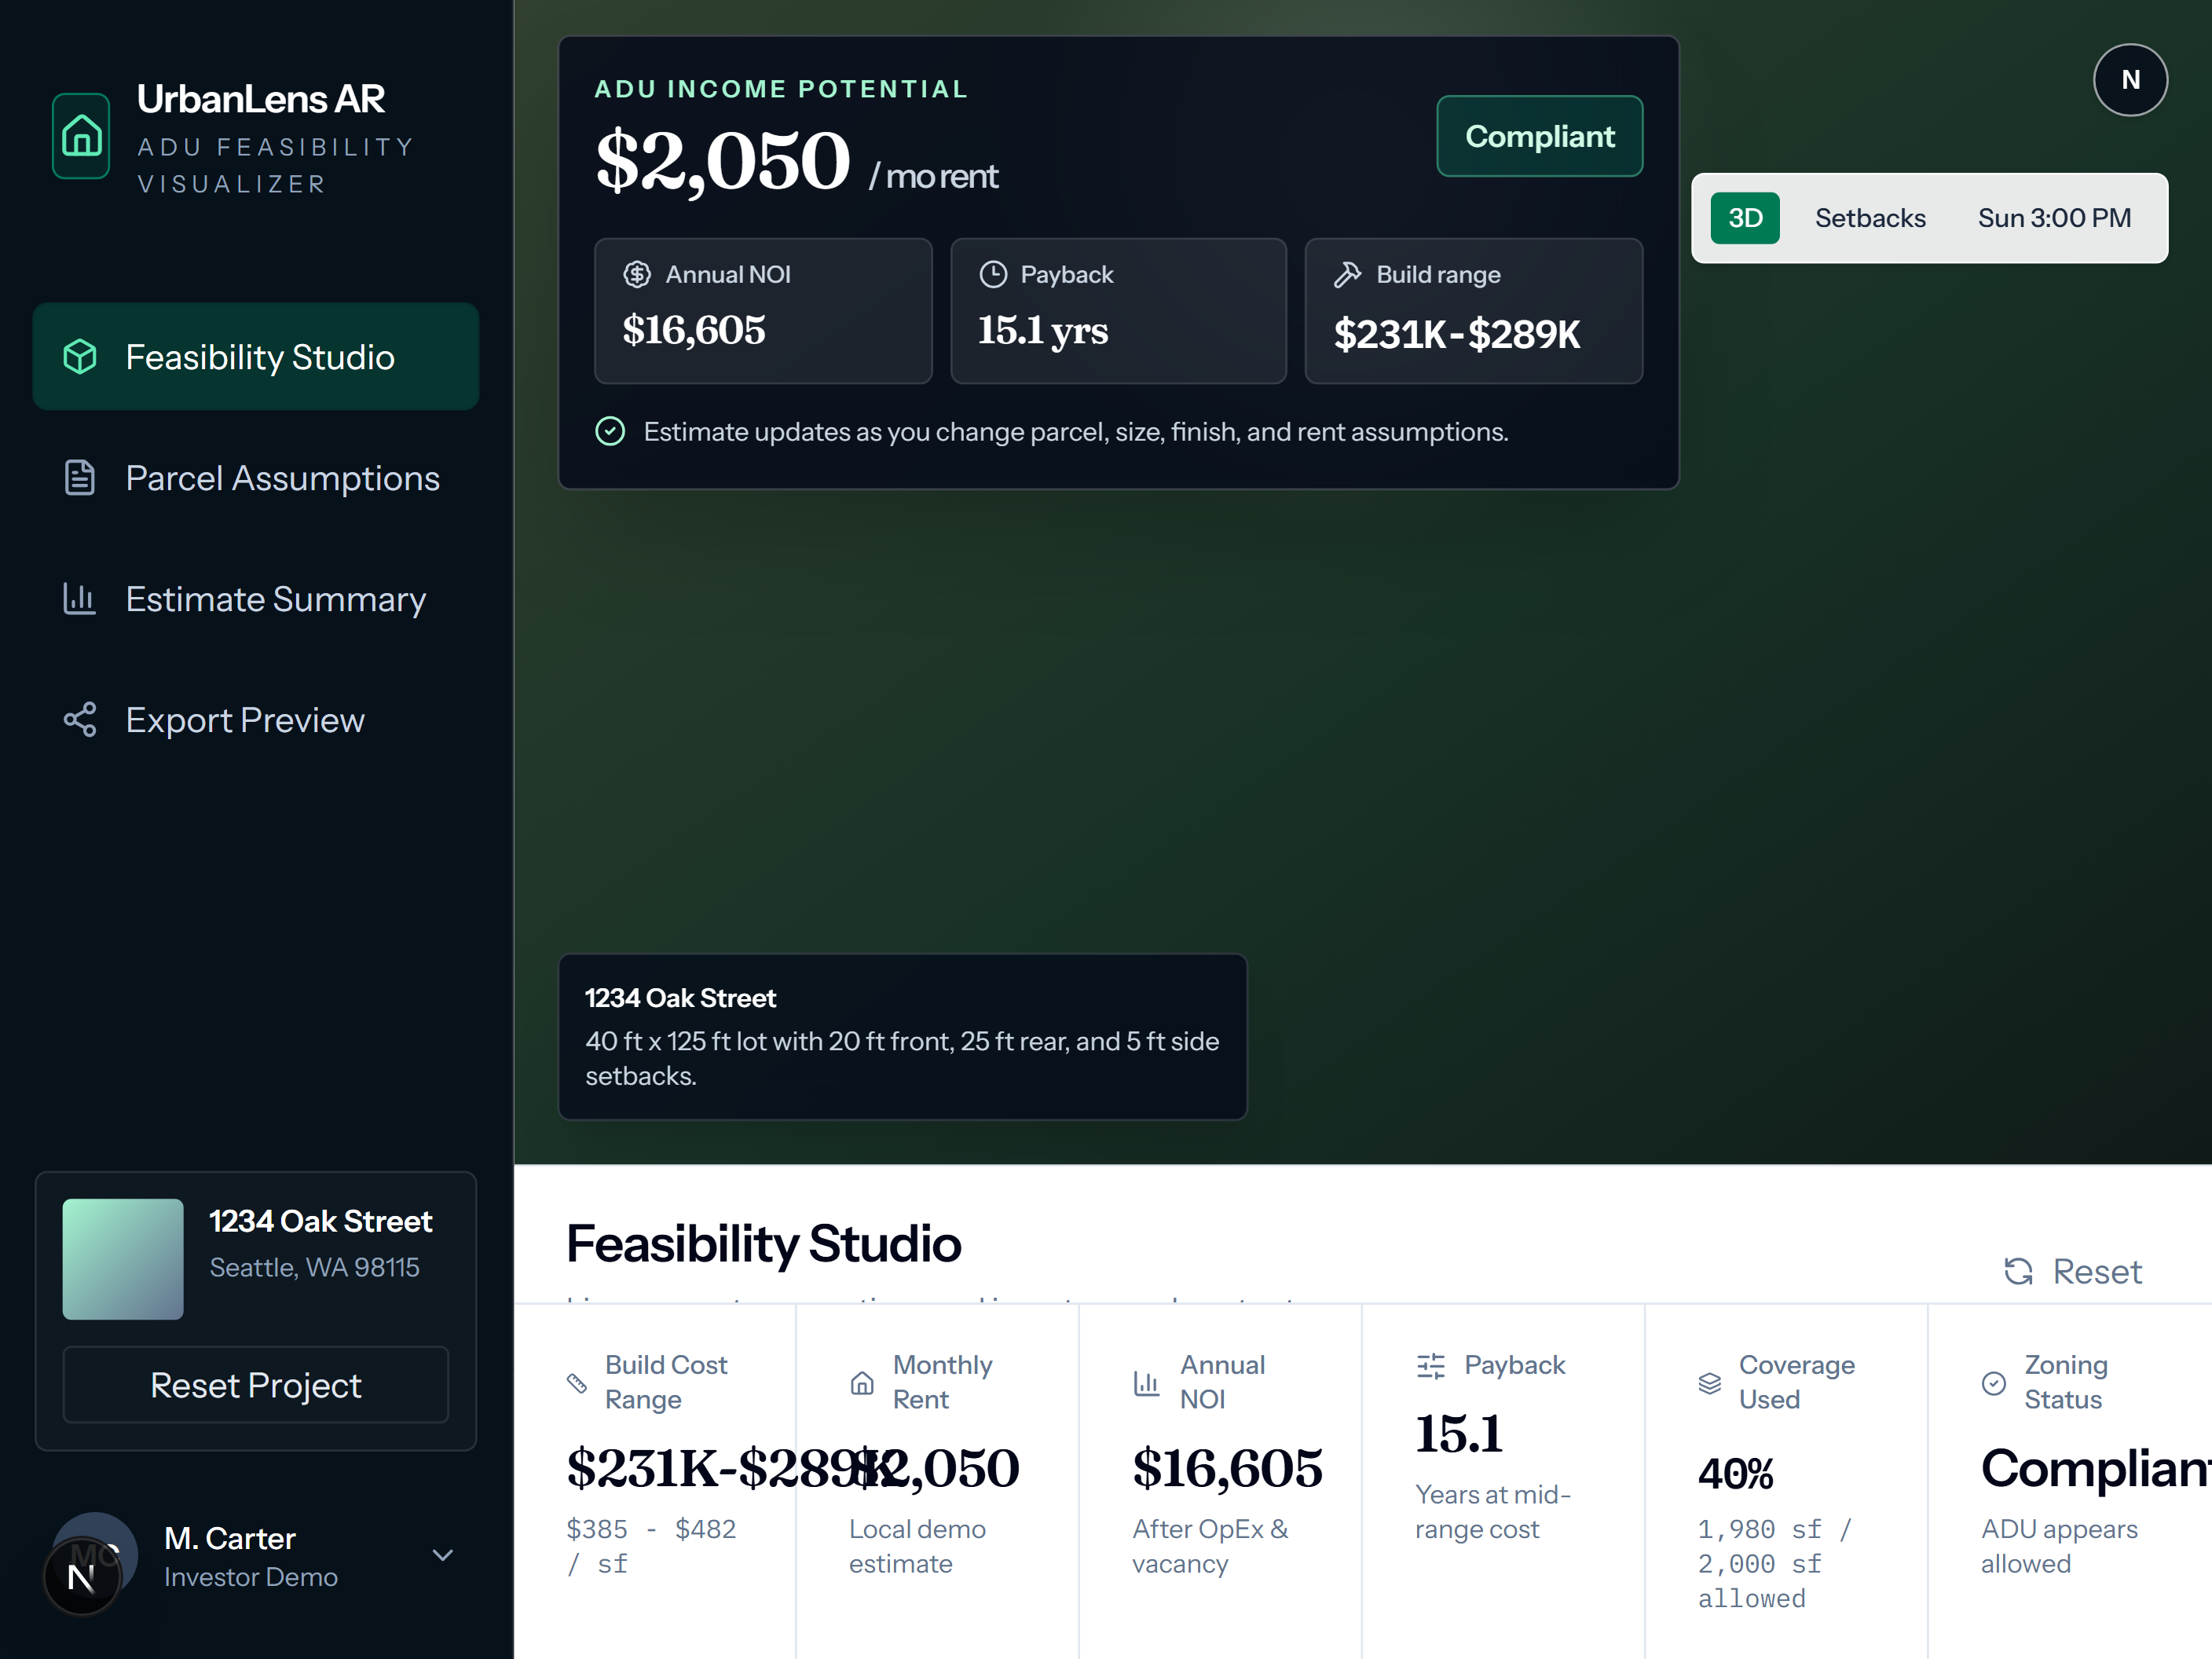 UrbanLens AR
ADU FEASIBILITY
VISUALIZER
Feasibility Studio
Parcel Assumptions
Estimate Summary
Export Preview
1234 Oak Street
Seattle, WA 98115
Reset Project
MC
N
M. Carter
Investor Demo
ADU INCOME POTENTIAL
$2,050 / mo rent
Compliant
Annual NOI
$16,605
Payback
15.1 yrs
Build range
$231K-$289K
Estimate updates as you change parcel, size, finish, and rent assumptions.
N
3D Setbacks Sun 3:00 PM
1234 Oak Street
40 ft x 125 ft lot with 20 ft front, 25 ft rear, and 5 ft side
setbacks.
Feasibility Studio
Reset
Build Cost
Range
$231K-$289K
$385 - $482
/ sf
Monthly
Rent
$2,050
Local demo
estimate
Annual
NOI
$16,605
After OpEx &
vacancy
Payback
15.1
Years at mid-
range cost
Coverage
Used
40%
1,980 sf /
2,000 sf
allowed
Zoning
Status
Compliant
ADU appears
allowed